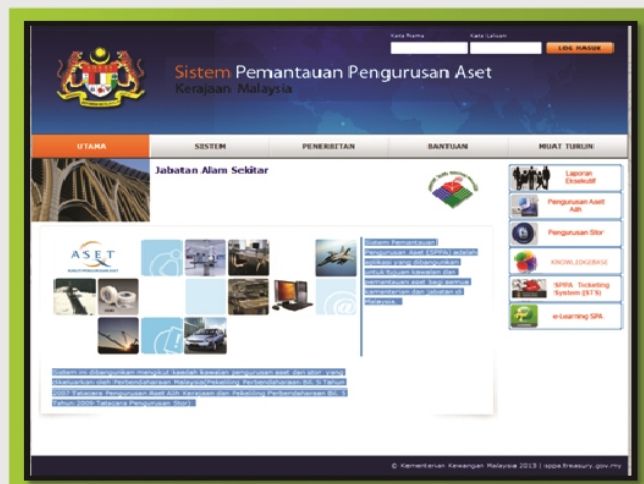 Kata Nama
Kata Laluan
LOG MASUK
Sistem Pemantauan Pengurusan Aset
Kerajaan Malaysia
UTAMA
SISTEM
PENERBITAN
BANTUAN
MUAT TURUN
Jabatan Alam Sekitar
Laporan
Eksekutif
Pengurusan Aset
Alih
Pengurusan Stor
KNOWLEDGEBASE
SPPA Ticketing
System (STS)
e-Learning SPA
ASET
Sistem Pemantauan
Pengurusan Aset (SPPA) adalah
aplikasi yang dibangunkan
untuk tujuan kawalan dan
pemantauan aset bagi semua
kementerian dan jabatan di
Malaysia.
Sistem ini dibangunkan mengikut kaedah kawalan pengurusan aset dan stor yang
dikeluarkan oleh Perbendaharaan Malaysia(Pekeliling Perbendaharaan Bil. 5 Tahun
2007 Tatacara Pengurusan Aset Alih Kerajaan dan Pekeliling Perbendaharaan Bil. 5
Tahun 2009 Tatacara Pengurusan Stor)
© Kementerian Kewangan Malaysia 2013 | sppa.treasury.gov.my